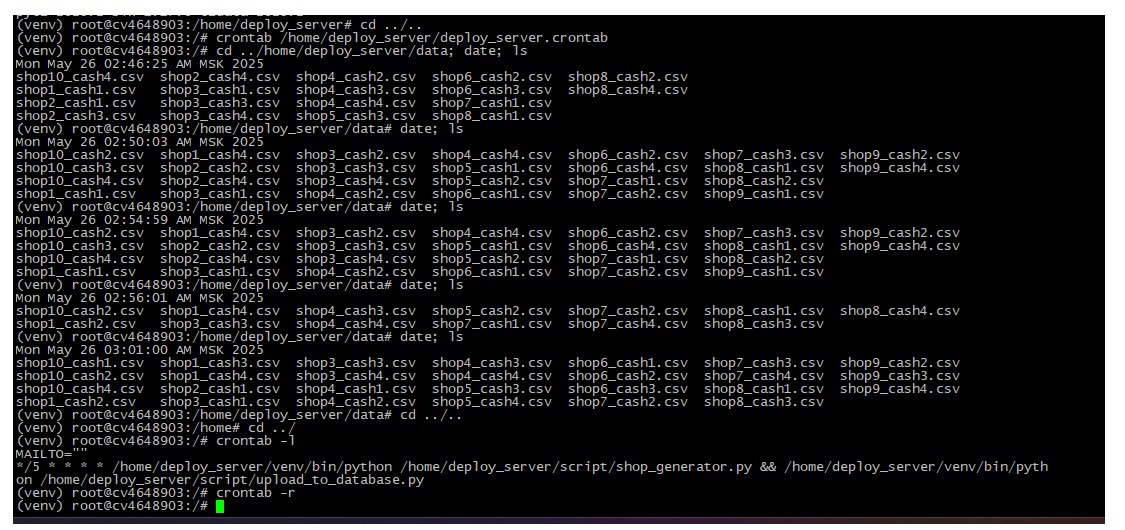 (venv) root@cv4648903:/home/deploy_server# cd ../..
(venv) root@cv4648903:/# crontab /home/deploy_server/deploy_server.crontab
(venv) root@cv4648903:/# cd ../home/deploy_server/data; date; ls
Mon May 26 02:46:25 AM MSK 2025
shop10_cash4.csv  shop2_cash4.csv  shop4_cash2.csv  shop6_cash2.csv  shop8_cash2.csv
shop1_cash1.csv   shop3_cash1.csv  shop4_cash3.csv  shop6_cash3.csv  shop8_cash4.csv
shop2_cash1.csv   shop3_cash3.csv  shop4_cash4.csv  shop7_cash1.csv
shop2_cash3.csv   shop3_cash4.csv  shop5_cash2.csv  shop8_cash1.csv
(venv) root@cv4648903:/home/deploy_server/data# date; ls
Mon May 26 02:50:03 AM MSK 2025
shop10_cash2.csv  shop1_cash4.csv  shop3_cash2.csv  shop4_cash4.csv  shop6_cash2.csv  shop7_cash3.csv  shop9_cash2.csv
shop10_cash3.csv  shop2_cash2.csv  shop3_cash3.csv  shop5_cash1.csv  shop6_cash4.csv  shop8_cash1.csv  shop9_cash4.csv
shop10_cash4.csv  shop2_cash4.csv  shop3_cash4.csv  shop5_cash2.csv  shop7_cash1.csv  shop8_cash2.csv
shop1_cash1.csv   shop3_cash1.csv  shop4_cash2.csv  shop6_cash1.csv  shop7_cash2.csv  shop9_cash1.csv
(venv) root@cv4648903:/home/deploy_server/data# date; ls
Mon May 26 02:54:59 AM MSK 2025
shop10_cash2.csv  shop1_cash4.csv  shop3_cash2.csv  shop4_cash4.csv  shop6_cash2.csv  shop7_cash3.csv  shop9_cash2.csv
shop10_cash3.csv  shop2_cash2.csv  shop3_cash3.csv  shop5_cash1.csv  shop6_cash4.csv  shop8_cash1.csv  shop9_cash4.csv
shop10_cash4.csv  shop2_cash4.csv  shop3_cash4.csv  shop5_cash2.csv  shop7_cash1.csv  shop8_cash2.csv
shop1_cash1.csv   shop3_cash1.csv  shop4_cash2.csv  shop6_cash1.csv  shop7_cash2.csv  shop9_cash1.csv
(venv) root@cv4648903:/home/deploy_server/data# date; ls
Mon May 26 02:56:01 AM MSK 2025
shop10_cash2.csv  shop1_cash4.csv  shop4_cash3.csv  shop5_cash2.csv  shop7_cash2.csv  shop8_cash1.csv  shop8_cash4.csv
shop1_cash2.csv   shop3_cash3.csv  shop4_cash4.csv  shop7_cash1.csv  shop7_cash4.csv  shop8_cash3.csv
(venv) root@cv4648903:/home/deploy_server/data# date; ls
Mon May 26 03:01:00 AM MSK 2025
shop10_cash1.csv  shop1_cash3.csv  shop3_cash3.csv  shop4_cash3.csv  shop6_cash1.csv  shop7_cash3.csv  shop9_cash2.csv
shop10_cash2.csv  shop1_cash4.csv  shop3_cash4.csv  shop4_cash4.csv  shop6_cash2.csv  shop7_cash4.csv  shop9_cash3.csv
shop10_cash4.csv  shop2_cash1.csv  shop4_cash1.csv  shop5_cash3.csv  shop6_cash3.csv  shop8_cash1.csv  shop9_cash4.csv
shop1_cash2.csv   shop3_cash1.csv  shop4_cash2.csv  shop5_cash4.csv  shop7_cash2.csv  shop8_cash3.csv
(venv) root@cv4648903:/home/deploy_server/data# cd ../..
(venv) root@cv4648903:/home# cd ../
(venv) root@cv4648903:/# crontab -l
MAILTO=""
*/5 * * * * /home/deploy_server/venv/bin/python /home/deploy_server/script/shop_generator.py && /home/deploy_server/venv/bin/pyth
on /home/deploy_server/script/upload_to_database.py
(venv) root@cv4648903:/# crontab -r
(venv) root@cv4648903:/#